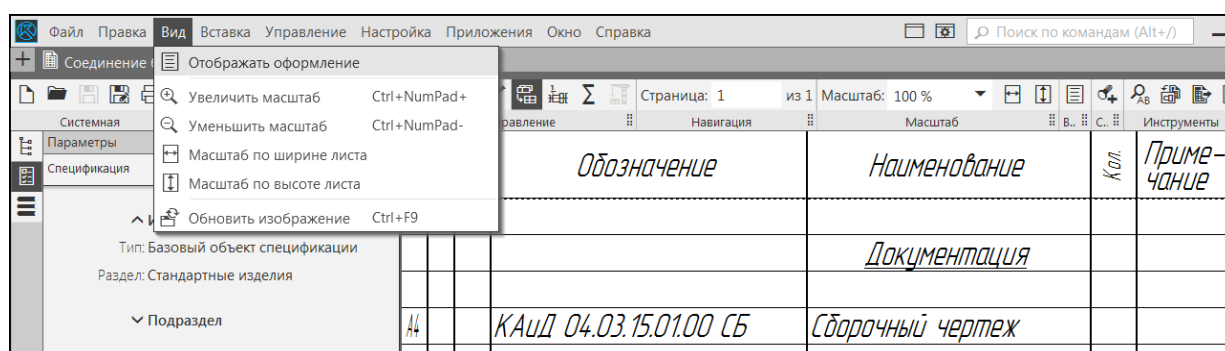 Файл Правка Вид Вставка Управление Настройка Приложения Окно Справка Поиск по командам (Alt+/)
Соединение
Отображать оформление
Увеличить масштаб Ctrl+NumPad+
Уменьшить масштаб Ctrl+NumPad-
Масштаб по ширине листа
Масштаб по высоте листа
Обновить изображение Ctrl+F9
Страница: 1 из 1 Масштаб: 100 %
Системная равление Навигация Масштаб В.. С.. Инструменты
Параметры
Спецификация
Обозначение Наименование Кол. Приме-
чание
Тип: Базовый объект спецификации
Документация
Раздел: Стандартные изделия
Подраздел
А4 КАиД 04.03.15.01.00 СБ Сборочный чертеж